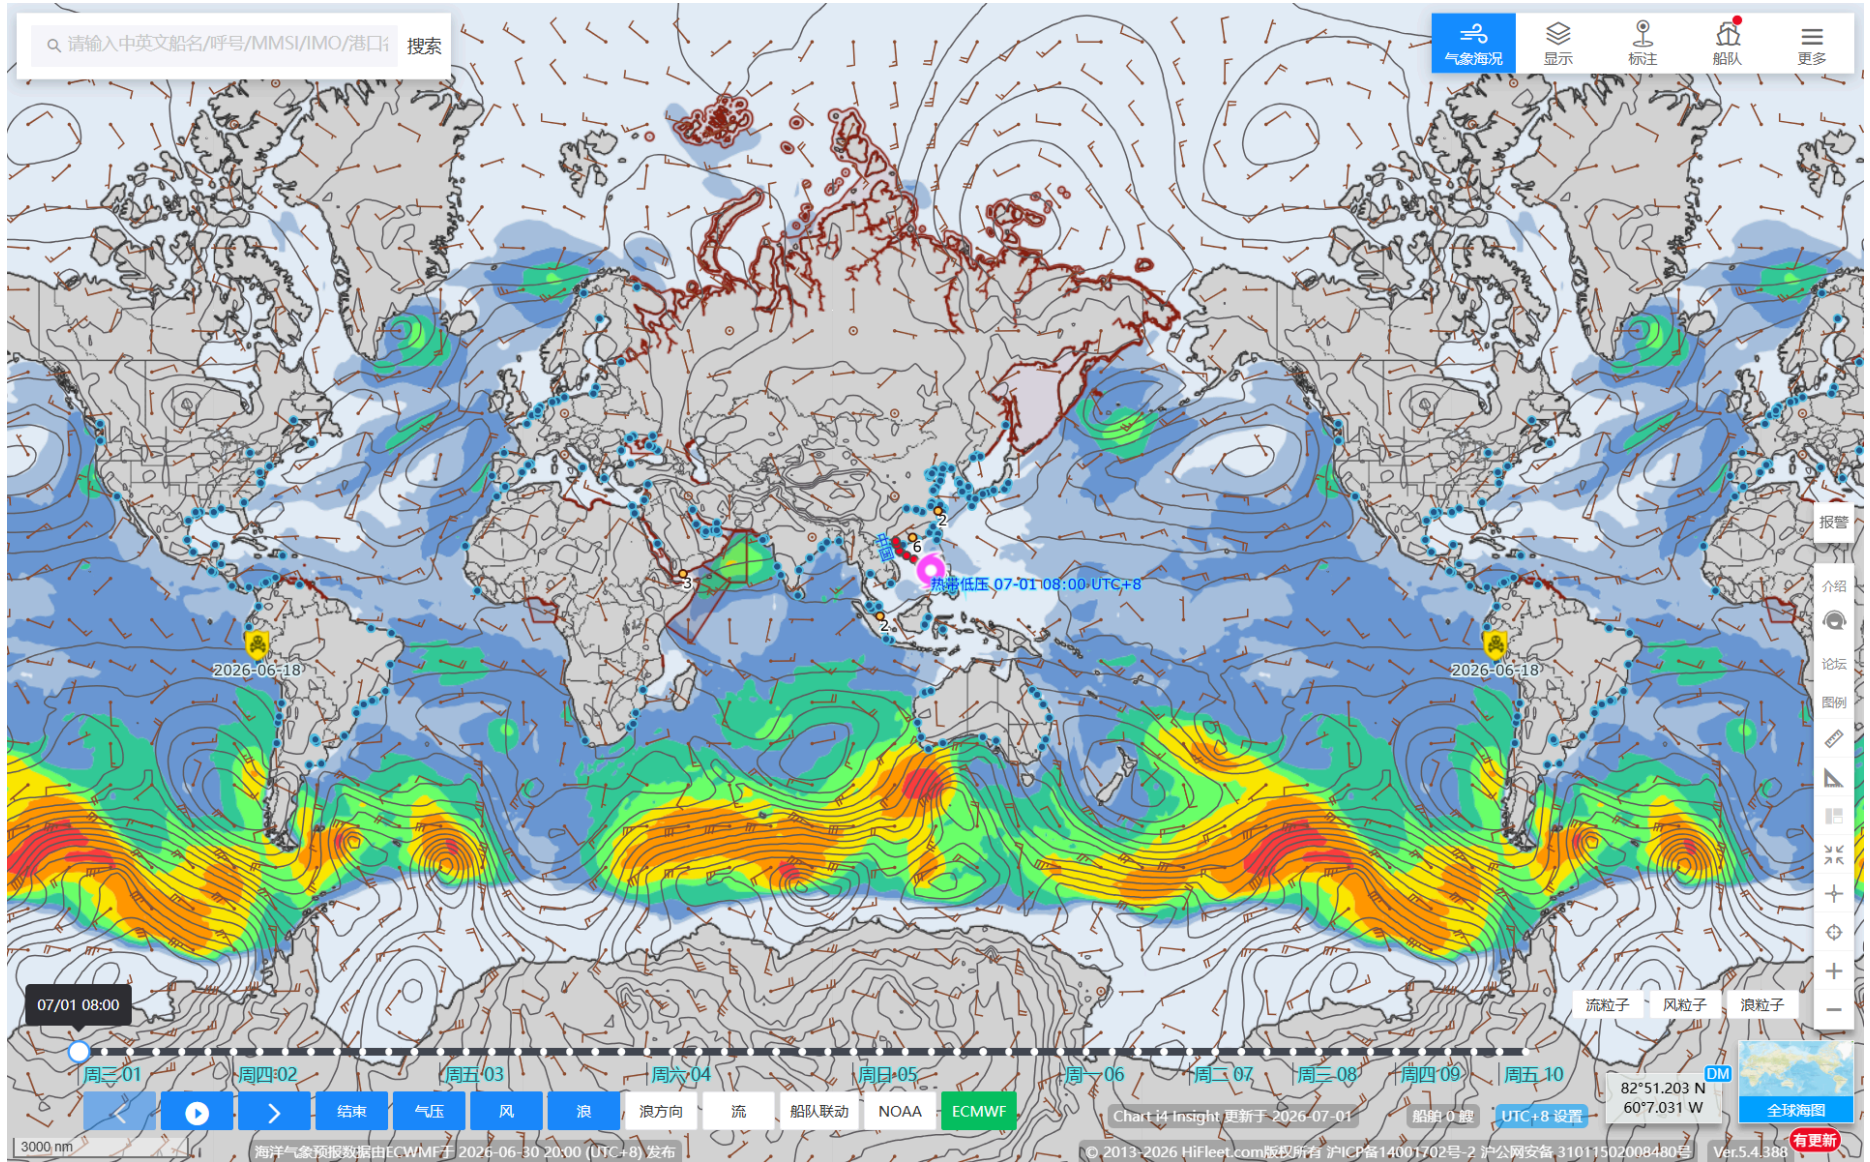 请输入中英文船名/呼号/MMSI/IMO/港口名
搜索
气象海况
显示
标注
船队
更多
报警
介绍
论坛
图例
2
中国
6
3
热带低压 07-01 08:00 UTC+8
2
2026-06-18
2026-06-18
流粒子
风粒子
浪粒子
07/01 08:00
周三 01
周四 02
周五 03
周六 04
周日 05
周一 06
周二 07
周三 08
周四 09
周五 10
结束
气压
风
浪
浪方向
流
船队联动
NOAA
ECMWF
Chart i4 Insight 更新于 2026-07-01
船舶 0 艘
UTC+8 设置
DM
82°51.203 N
60°7.031 W
全球海图
有更新
3000 nm
海洋气象预报数据由ECWMF于 2026-06-30 20:00 (UTC+8) 发布
© 2013-2026 HiFleet.com版权所有 沪ICP备14001702号-2 沪公网安备 31011502008480号
Ver.5.4.388